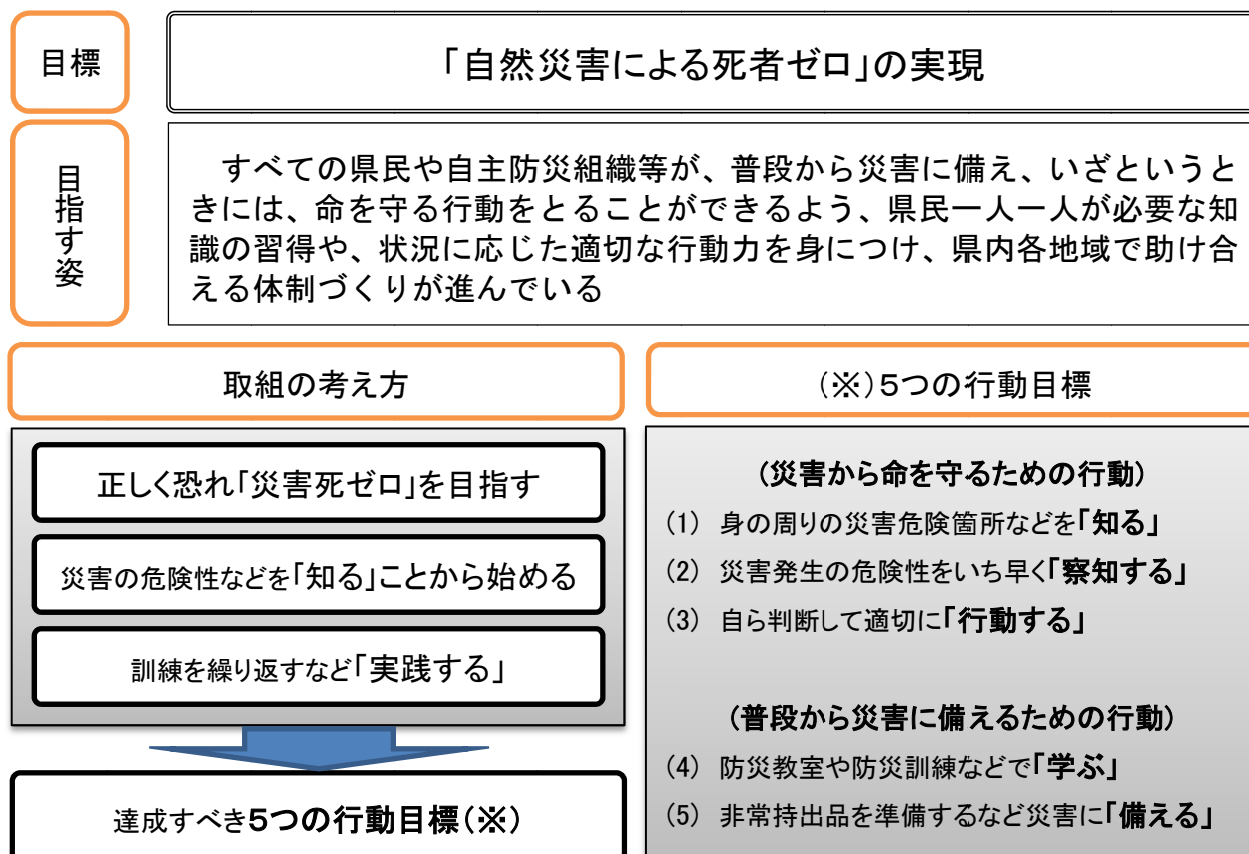 目標
「自然災害による死者ゼロ」の実現
目指す姿
すべての県民や自主防災組織等が、普段から災害に備え、いざというと
きには、命を守る行動をとることができるよう、県民一人一人が必要な知
識の習得や、状況に応じた適切な行動力を身につけ、県内各地域で助け合
える体制づくりが進んでいる
取組の考え方
正しく恐れ「災害死ゼロ」を目指す
災害の危険性などを「知る」ことから始める
訓練を繰り返すなど「実践する」
達成すべき5つの行動目標(※)
(※)5つの行動目標
(災害から命を守るための行動)
(1) 身の周りの災害危険箇所などを「知る」
(2) 災害発生の危険性をいち早く「察知する」
(3) 自ら判断して適切に「行動する」
(普段から災害に備えるための行動)
(4) 防災教室や防災訓練などで「学ぶ」
(5) 非常持出品を準備するなど災害に「備える」